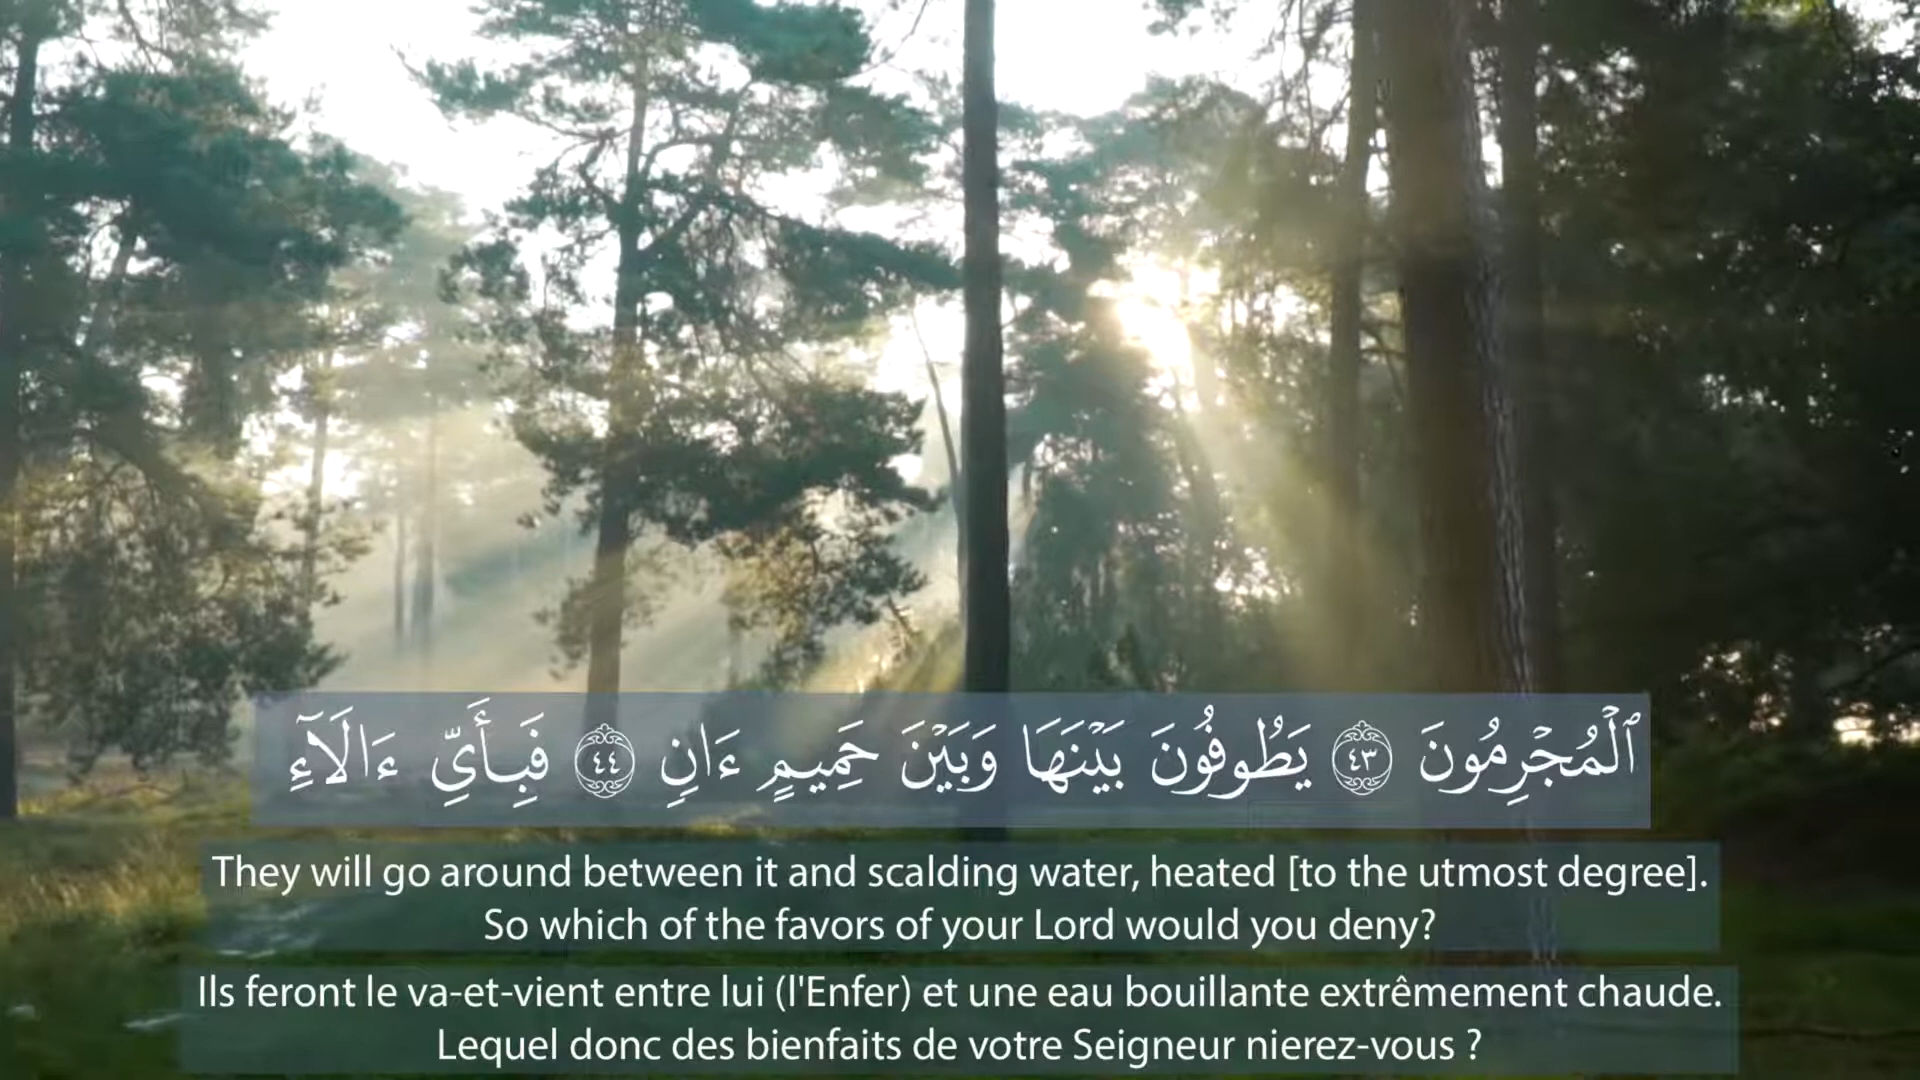 ٱلۡمُجۡرِمُونَ ٤٣ يَطُوفُونَ بَيۡنَهَا وَبَيۡنَ حَمِيمٍ ءَانٖ ٤٤ فَبِأَيِّ ءَالَآءِ
They will go around between it and scalding water, heated [to the utmost degree].
So which of the favors of your Lord would you deny?
Ils feront le va-et-vient entre lui (l'Enfer) et une eau bouillante extrêmement chaude.
Lequel donc des bienfaits de votre Seigneur nierez-vous ?